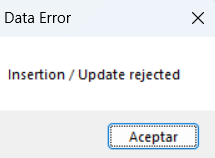 Data Error
Insertion / Update rejected
Aceptar